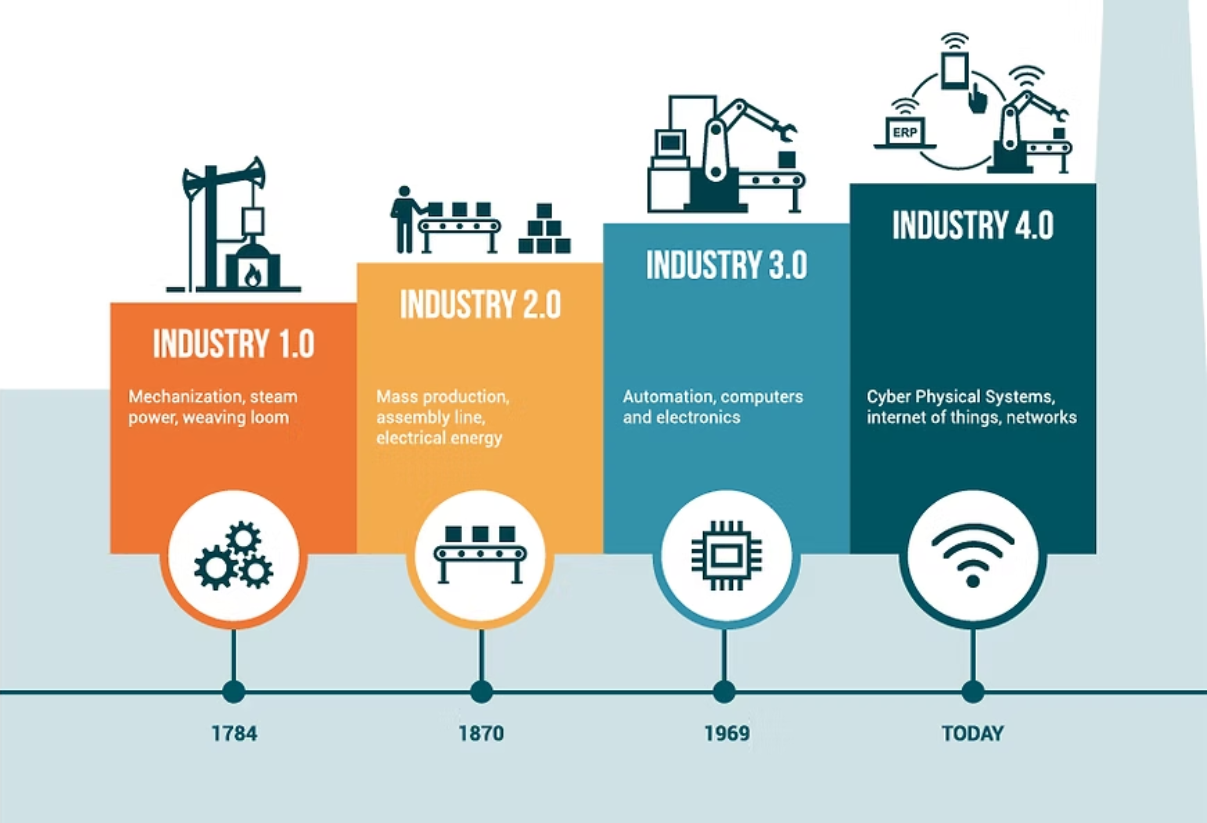 ERP
INDUSTRY 4.0
INDUSTRY 3.0
INDUSTRY 2.0
INDUSTRY 1.0
Mechanization, steam
power, weaving loom
Mass production,
assembly line,
electrical energy
Automation, computers
and electronics
Cyber Physical Systems,
internet of things, networks
1784
1870
1969
TODAY